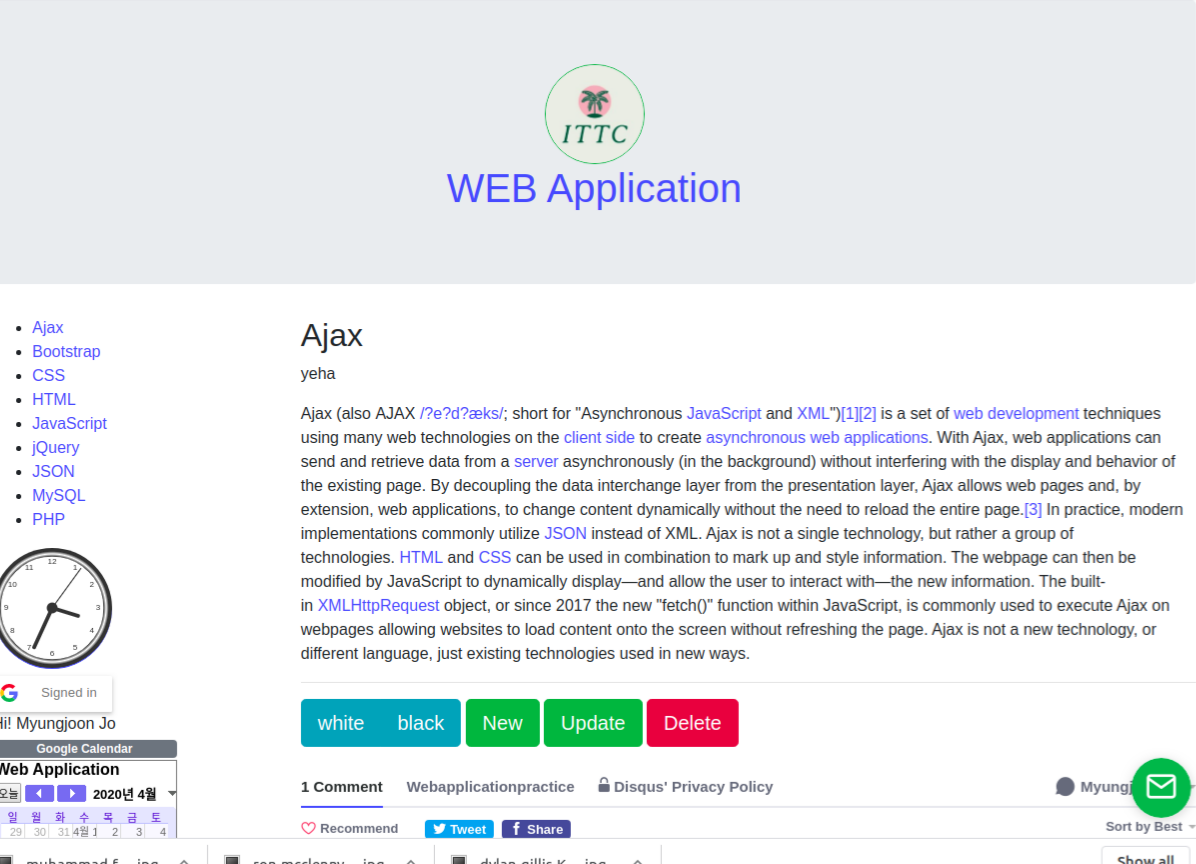 ITTC
WEB Application
Ajax
Bootstrap
CSS
HTML
JavaScript
jQuery
JSON
MySQL
PHP
12
11 1
10 2
9 3
8 4
7 5
6
Signed in
Hi! Myungjoon Jo
Google Calendar
Web Application
오늘 2020년 4월
일 월 화 수 목 금 토
29 30 31 4월 1 2 3 4
Ajax
yeha
Ajax (also AJAX /?e?d?æks/; short for "Asynchronous JavaScript and XML")[1][2] is a set of web development techniques
using many web technologies on the client side to create asynchronous web applications. With Ajax, web applications can
send and retrieve data from a server asynchronously (in the background) without interfering with the display and behavior of
the existing page. By decoupling the data interchange layer from the presentation layer, Ajax allows web pages and, by
extension, web applications, to change content dynamically without the need to reload the entire page.[3] In practice, modern
implementations commonly utilize JSON instead of XML. Ajax is not a single technology, but rather a group of
technologies. HTML and CSS can be used in combination to mark up and style information. The webpage can then be
modified by JavaScript to dynamically display—and allow the user to interact with—the new information. The built-
in XMLHttpRequest object, or since 2017 the new "fetch()" function within JavaScript, is commonly used to execute Ajax on
webpages allowing websites to load content onto the screen without refreshing the page. Ajax is not a new technology, or
different language, just existing technologies used in new ways.
white black New Update Delete
1 Comment Webapplicationpractice Disqus' Privacy Policy Myungj
Recommend Tweet Share Sort by Best
muhammad-f....jpg ron-mcclenny....jpg dylan-gillis-K....jpg Show all